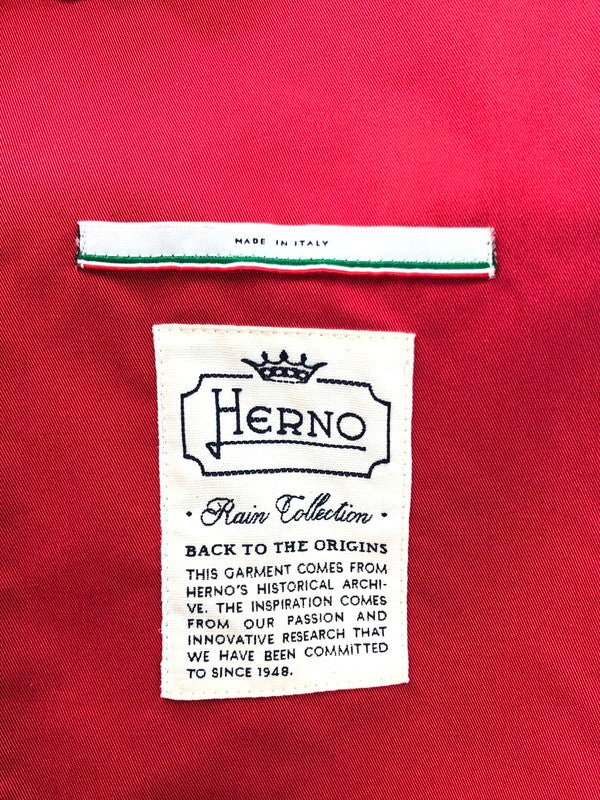 MADE IN ITALY
HERNO
· Rain Collection ·
BACK TO THE ORIGINS
THIS GARMENT COMES FROM
HERNO'S HISTORICAL ARCHI-
VE. THE INSPIRATION COMES
FROM OUR PASSION AND
INNOVATIVE RESEARCH THAT
WE HAVE BEEN COMMITTED
TO SINCE 1948.